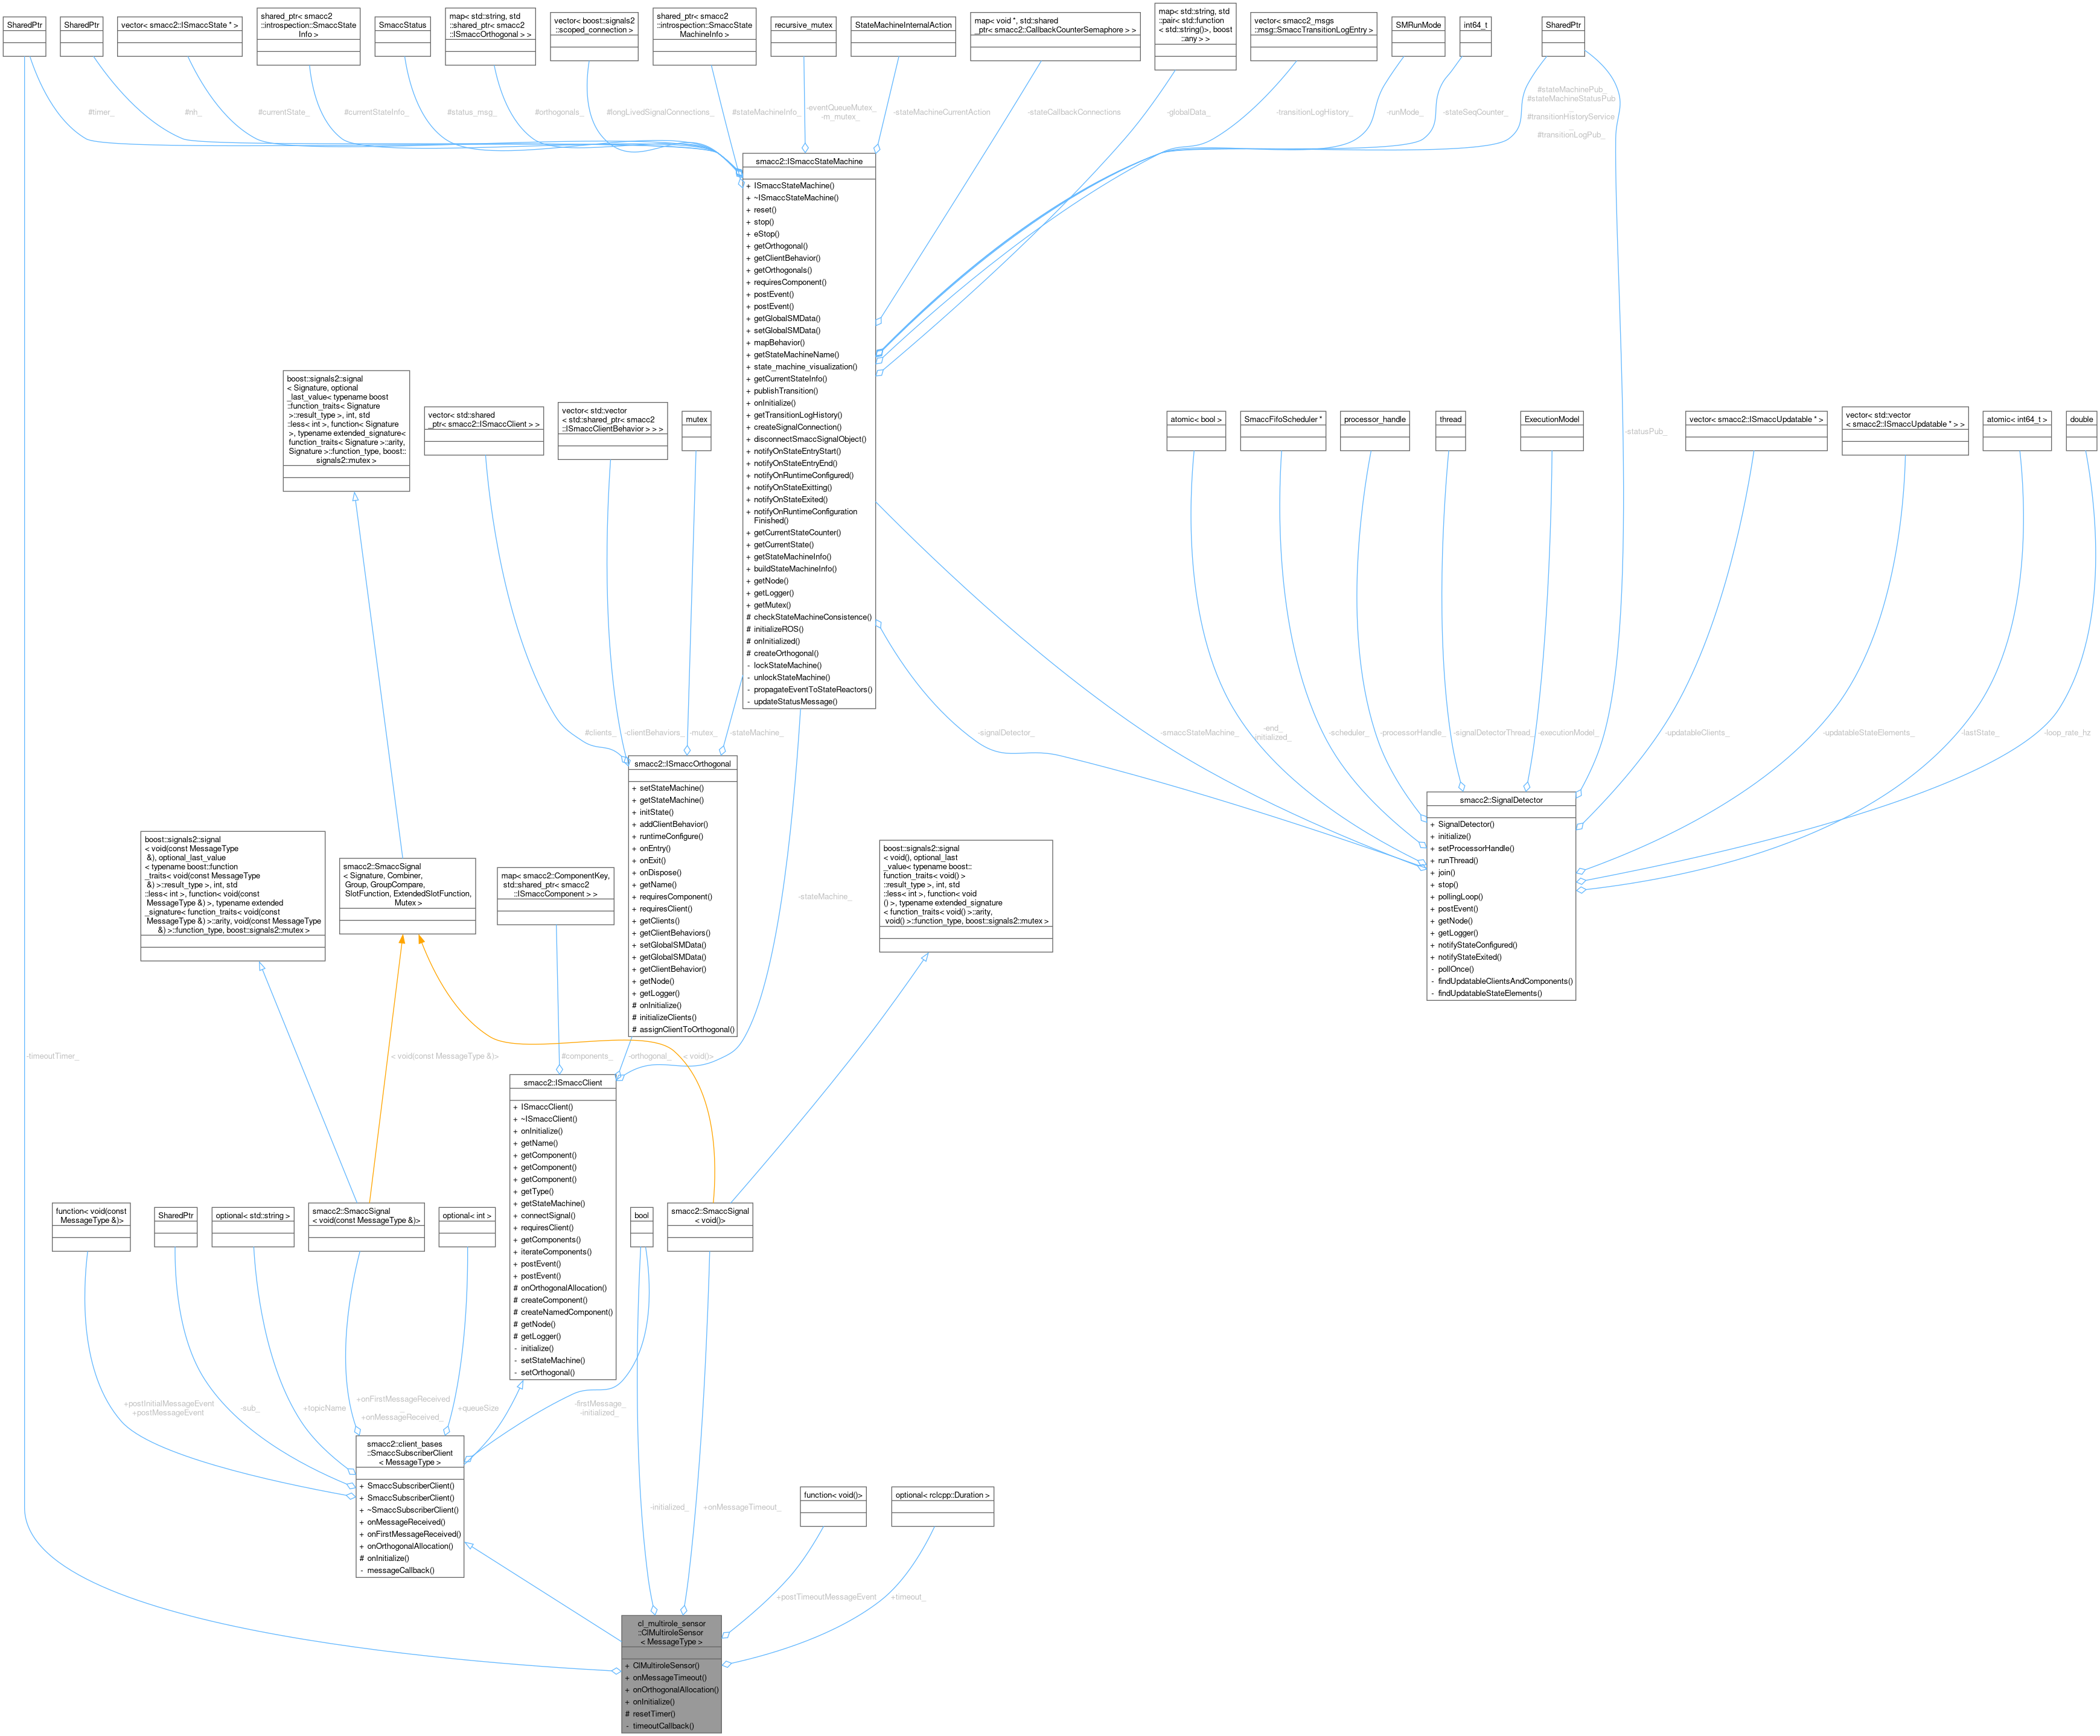 SharedPtr
SharedPtr
vector< smacc2::ISmaccState * >
shared_ptr< smacc2
::introspection::SmaccState
Info >
SmaccStatus
map< std::string, std
::shared_ptr< smacc2
::ISmaccOrthogonal > >
vector< boost::signals2
::scoped_connection >
shared_ptr< smacc2
::introspection::SmaccState
MachineInfo >
recursive_mutex
StateMachineInternalAction
map< void *, std::shared
_ptr< smacc2::CallbackCounterSemaphore > >
map< std::string, std
::pair< std::function
< std::string()>, boost
::any > >
vector< smacc2_msgs
::msg::SmaccTransitionLogEntry >
SMRunMode
int64_t
SharedPtr
#timer_
#nh_
#currentState_
#currentStateInfo_
#status_msg_
#orthogonals_
#longLivedSignalConnections_
#stateMachineInfo_
-eventQueueMutex_
-m_mutex_
-stateMachineCurrentAction
-stateCallbackConnections
-globalData_
-transitionLogHistory_
-runMode_
-stateSeqCounter_
#stateMachinePub_
#stateMachineStatusPub
_
#transitionHistoryService
_
#transitionLogPub_
smacc2::ISmaccStateMachine
+ ISmaccStateMachine()
+ ~ISmaccStateMachine()
+ reset()
+ stop()
+ eStop()
+ getOrthogonal()
+ getClientBehavior()
+ getOrthogonals()
+ requiresComponent()
+ postEvent()
+ postEvent()
+ getGlobalSMData()
+ setGlobalSMData()
+ mapBehavior()
+ getStateMachineName()
+ state_machine_visualization()
+ getCurrentStateInfo()
+ publishTransition()
+ onInitialize()
+ getTransitionLogHistory()
+ createSignalConnection()
+ disconnectSmaccSignalObject()
+ notifyOnStateEntryStart()
+ notifyOnStateEntryEnd()
+ notifyOnRuntimeConfigured()
+ notifyOnStateExitting()
+ notifyOnStateExited()
+ notifyOnRuntimeConfiguration
Finished()
+ getCurrentStateCounter()
+ getCurrentState()
+ getStateMachineInfo()
+ buildStateMachineInfo()
+ getNode()
+ getLogger()
+ getMutex()
# checkStateMachineConsistence()
# initializeROS()
# onInitialized()
# createOrthogonal()
- lockStateMachine()
- unlockStateMachine()
- propagateEventToStateReactors()
- updateStatusMessage()
boost::signals2::signal
< Signature, optional
_last_value< typename boost
::function_traits< Signature
>::result_type >, int, std
::less< int >, function< Signature
>, typename extended_signature<
function_traits< Signature >::arity,
Signature >::function_type, boost::
signals2::mutex >
vector< std::shared
_ptr< smacc2::ISmaccClient > >
vector< std::vector
< std::shared_ptr< smacc2
::ISmaccClientBehavior > > >
mutex
atomic< bool >
SmaccFifoScheduler *
processor_handle
thread
ExecutionModel
vector< smacc2::ISmaccUpdatable * >
vector< std::vector
< smacc2::ISmaccUpdatable * > >
atomic< int64_t >
double
-statusPub_
#clients_
-clientBehaviors_
-mutex_
-stateMachine_
-signalDetector_
-smaccStateMachine_
-end_
-initialized_
-scheduler_
-processorHandle_
-signalDetectorThread_
-executionModel_
-updatableClients_
-updatableStateElements_
-lastState_
-loop_rate_hz
smacc2::ISmaccOrthogonal
+ setStateMachine()
+ getStateMachine()
+ initState()
+ addClientBehavior()
+ runtimeConfigure()
+ onEntry()
+ onExit()
+ onDispose()
+ getName()
+ requiresComponent()
+ requiresClient()
+ getClients()
+ getClientBehaviors()
+ setGlobalSMData()
+ getGlobalSMData()
+ getClientBehavior()
+ getNode()
+ getLogger()
# onInitialize()
# initializeClients()
# assignClientToOrthogonal()
smacc2::SignalDetector
+ SignalDetector()
+ initialize()
+ setProcessorHandle()
+ runThread()
+ join()
+ stop()
+ pollingLoop()
+ postEvent()
+ getNode()
+ getLogger()
+ notifyStateConfigured()
+ notifyStateExited()
- pollOnce()
- findUpdatableClientsAndComponents()
- findUpdatableStateElements()
boost::signals2::signal
< void(const MessageType
&), optional_last_value
< typename boost::function
_traits< void(const MessageType
&) >::result_type >, int, std
::less< int >, function< void(const
MessageType &) >, typename extended
_signature< function_traits< void(const
MessageType &) >::arity, void(const MessageType
&) >::function_type, boost::signals2::mutex >
smacc2::SmaccSignal
< Signature, Combiner,
Group, GroupCompare,
SlotFunction, ExtendedSlotFunction,
Mutex >
map< smacc2::ComponentKey,
std::shared_ptr< smacc2
::ISmaccComponent > >
boost::signals2::signal
< void(), optional_last
_value< typename boost::
function_traits< void() >
::result_type >, int, std
::less< int >, function< void
() >, typename extended_signature
< function_traits< void() >::arity,
void() >::function_type, boost::signals2::mutex >
-stateMachine_
-timeoutTimer_
< void(const MessageType &)>
#components_
-orthogonal_
< void()>
smacc2::ISmaccClient
+ ISmaccClient()
+ ~ISmaccClient()
+ onInitialize()
+ getName()
+ getComponent()
+ getComponent()
+ getComponent()
+ getType()
+ getStateMachine()
+ connectSignal()
+ requiresClient()
+ getComponents()
+ iterateComponents()
+ postEvent()
+ postEvent()
# onOrthogonalAllocation()
# createComponent()
# createNamedComponent()
# getNode()
# getLogger()
- initialize()
- setStateMachine()
- setOrthogonal()
function< void(const
MessageType &)>
SharedPtr
optional< std::string >
smacc2::SmaccSignal
< void(const MessageType &)>
optional< int >
bool
smacc2::SmaccSignal
< void()>
+postInitialMessageEvent
+postMessageEvent
-sub_
+topicName
+onFirstMessageReceived
_
+onMessageReceived_
+queueSize
-firstMessage_
-initialized_
smacc2::client_bases
::SmaccSubscriberClient
< MessageType >
+ SmaccSubscriberClient()
+ SmaccSubscriberClient()
+ ~SmaccSubscriberClient()
+ onMessageReceived()
+ onFirstMessageReceived()
+ onOrthogonalAllocation()
# onInitialize()
- messageCallback()
-initialized_
+onMessageTimeout_
function< void()>
optional< rclcpp::Duration >
+postTimeoutMessageEvent
+timeout_
cl_multirole_sensor
::ClMultiroleSensor
< MessageType >
+ ClMultiroleSensor()
+ onMessageTimeout()
+ onOrthogonalAllocation()
+ onInitialize()
# resetTimer()
- timeoutCallback()